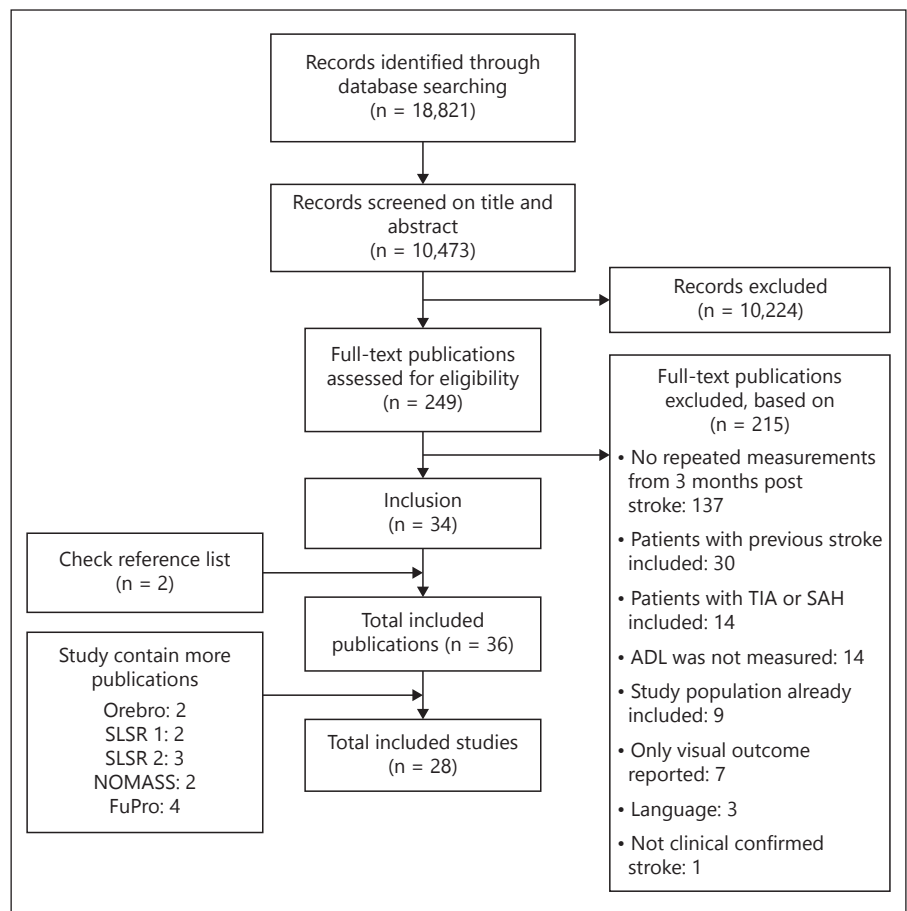 Records identified through
database searching
(n = 18,821)
Records screened on title and
abstract
(n = 10,473)
Records excluded
(n = 10,224)
Full-text publications
assessed for eligibility
(n = 249)
Full-text publications
excluded, based on
(n = 215)
• No repeated measurements
from 3 months post
stroke: 137
• Patients with previous stroke
included: 30
• Patients with TIA or SAH
included: 14
• ADL was not measured: 14
• Study population already
included: 9
• Only visual outcome
reported: 7
• Language: 3
• Not clinical confirmed
stroke: 1
Inclusion
(n = 34)
Check reference list
(n = 2)
Total included
publications (n = 36)
Study contain more
publications
Orebro: 2
SLSR 1: 2
SLSR 2: 3
NOMASS: 2
FuPro: 4
Total included studies
(n = 28)